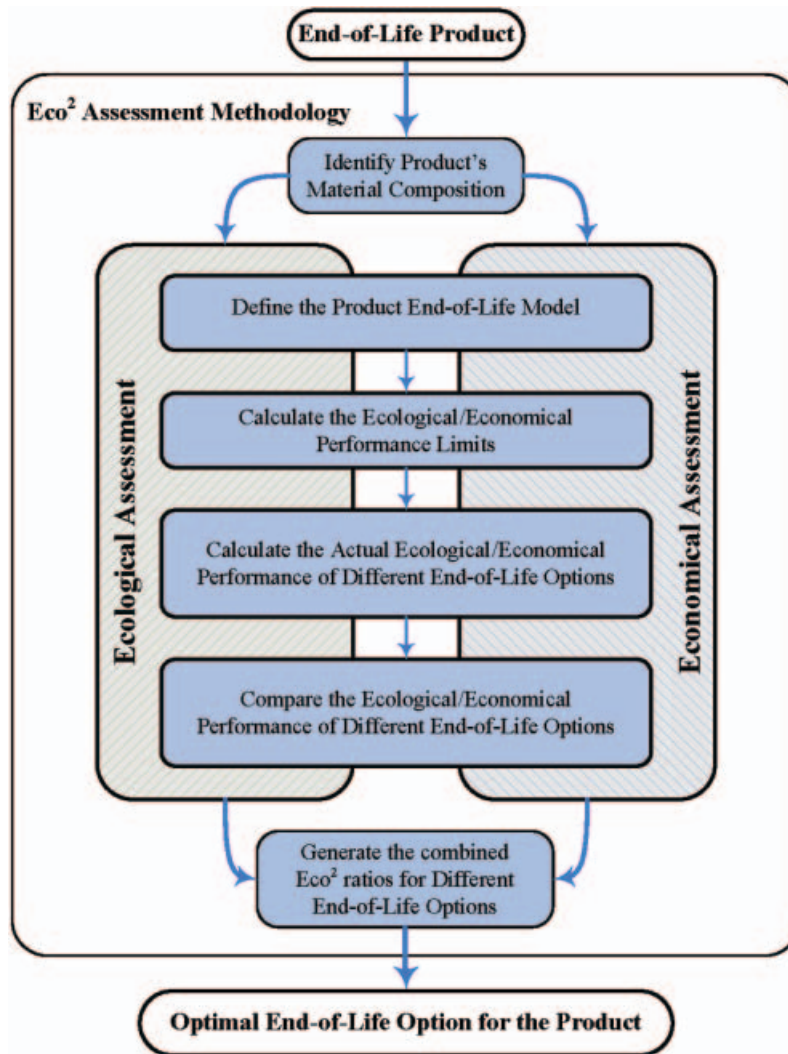 End-of-Life Product
Eco² Assessment Methodology
Identify Product's
Material Composition
Ecological Assessment
Economical Assessment
Define the Product End-of-Life Model
Calculate the Ecological/Economical
Performance Limits
Calculate the Actual Ecological/Economical
Performance of Different End-of-Life Options
Compare the Ecological/Economical
Performance of Different End-of-Life Options
Generate the combined
Eco² ratios for Different
End-of-Life Options
Optimal End-of-Life Option for the Product